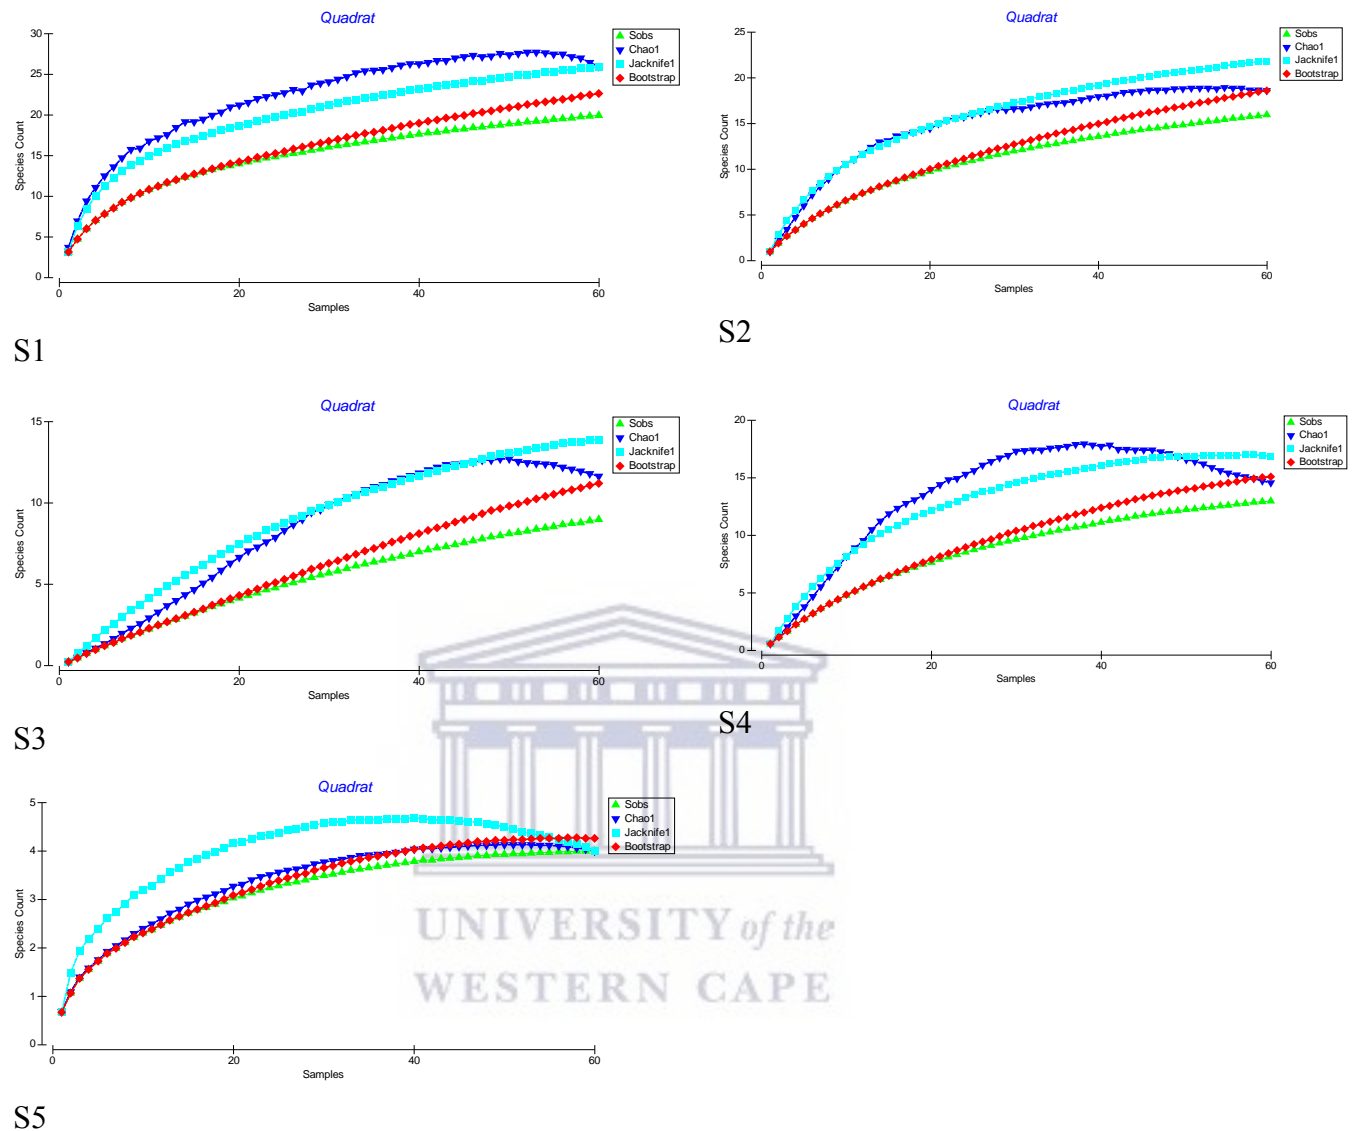 Quadrat
Sobs
Chao1
Jacknife1
Bootstrap
Species Count
30
25
20
15
10
5
0
0 20 40 60
Samples
S1
Quadrat
Sobs
Chao1
Jacknife1
Bootstrap
Species Count
25
20
15
10
5
0
0 20 40 60
Samples
S2
Quadrat
Sobs
Chao1
Jacknife1
Bootstrap
Species Count
15
10
5
0
0 20 40 60
Samples
S3
Quadrat
Sobs
Chao1
Jacknife1
Bootstrap
Species Count
20
15
10
5
0
0 20 40 60
Samples
S4
Quadrat
Sobs
Chao1
Jacknife1
Bootstrap
Species Count
5
4
3
2
1
0
0 20 40 60
Samples
S5
UNIVERSITY of the
WESTERN CAPE